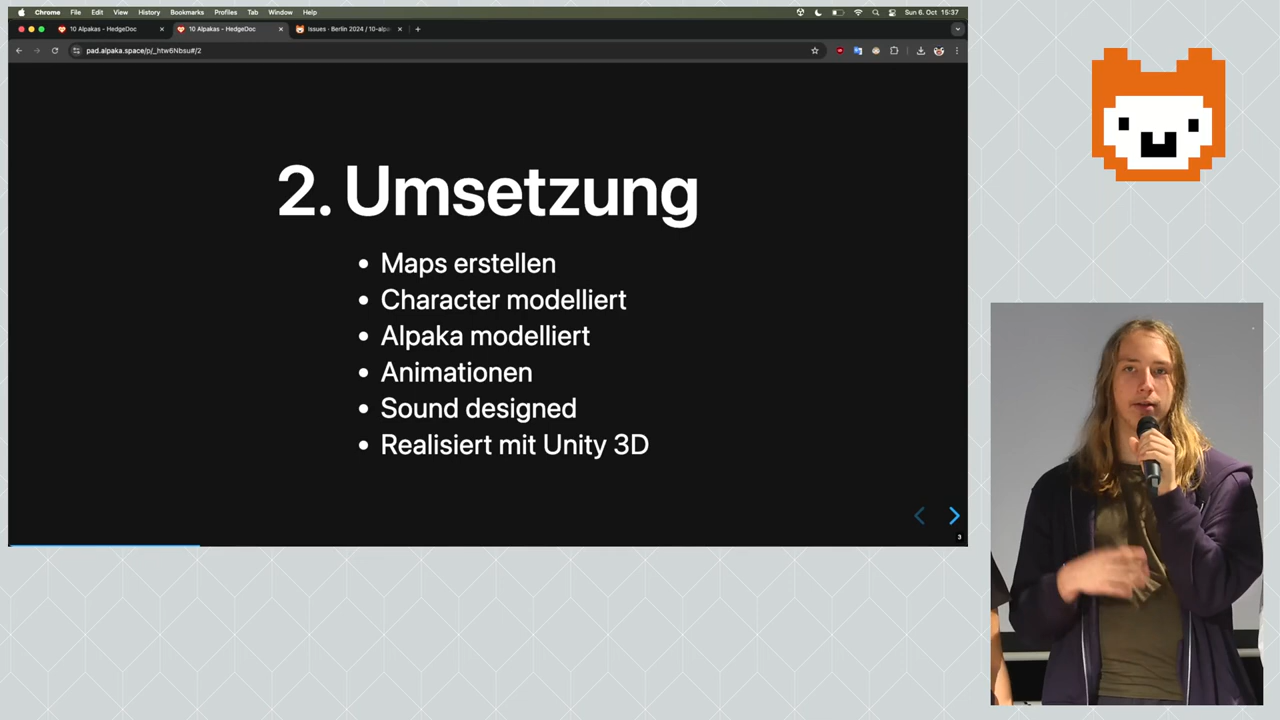 Chrome File Edit View History Bookmarks Profiles Tab Window Help Sun 6. Oct 15:37
10 Alpakas - HedgeDoc 10 Alpakas - HedgeDoc Issues · Berlin 2024 / 10-alp
pad.alpaka.space/p/_htw6Nbsu#/2
2. Umsetzung
• Maps erstellen
• Character modelliert
• Alpaka modelliert
• Animationen
• Sound designed
• Realisiert mit Unity 3D
3